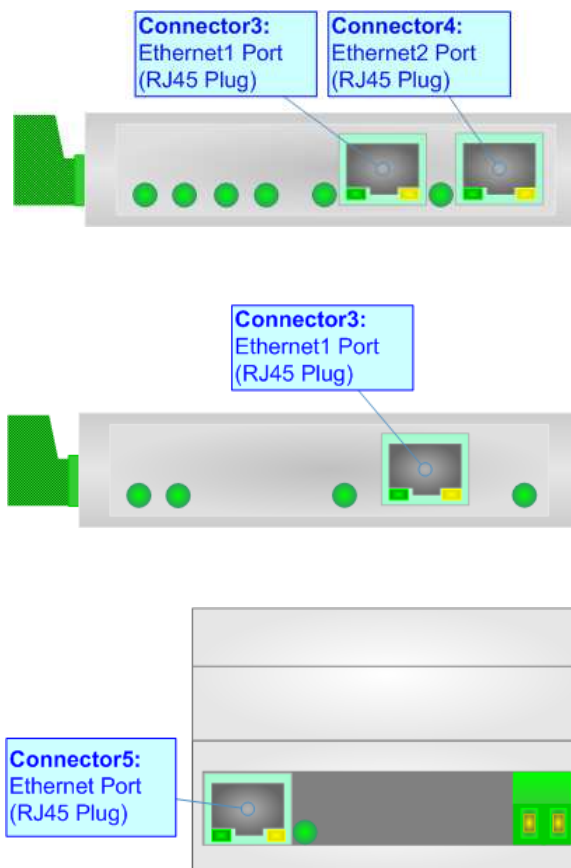 Connector3:
Ethernet1 Port
(RJ45 Plug)
Connector4:
Ethernet2 Port
(RJ45 Plug)
Connector3:
Ethernet1 Port
(RJ45 Plug)
Connector5:
Ethernet Port
(RJ45 Plug)